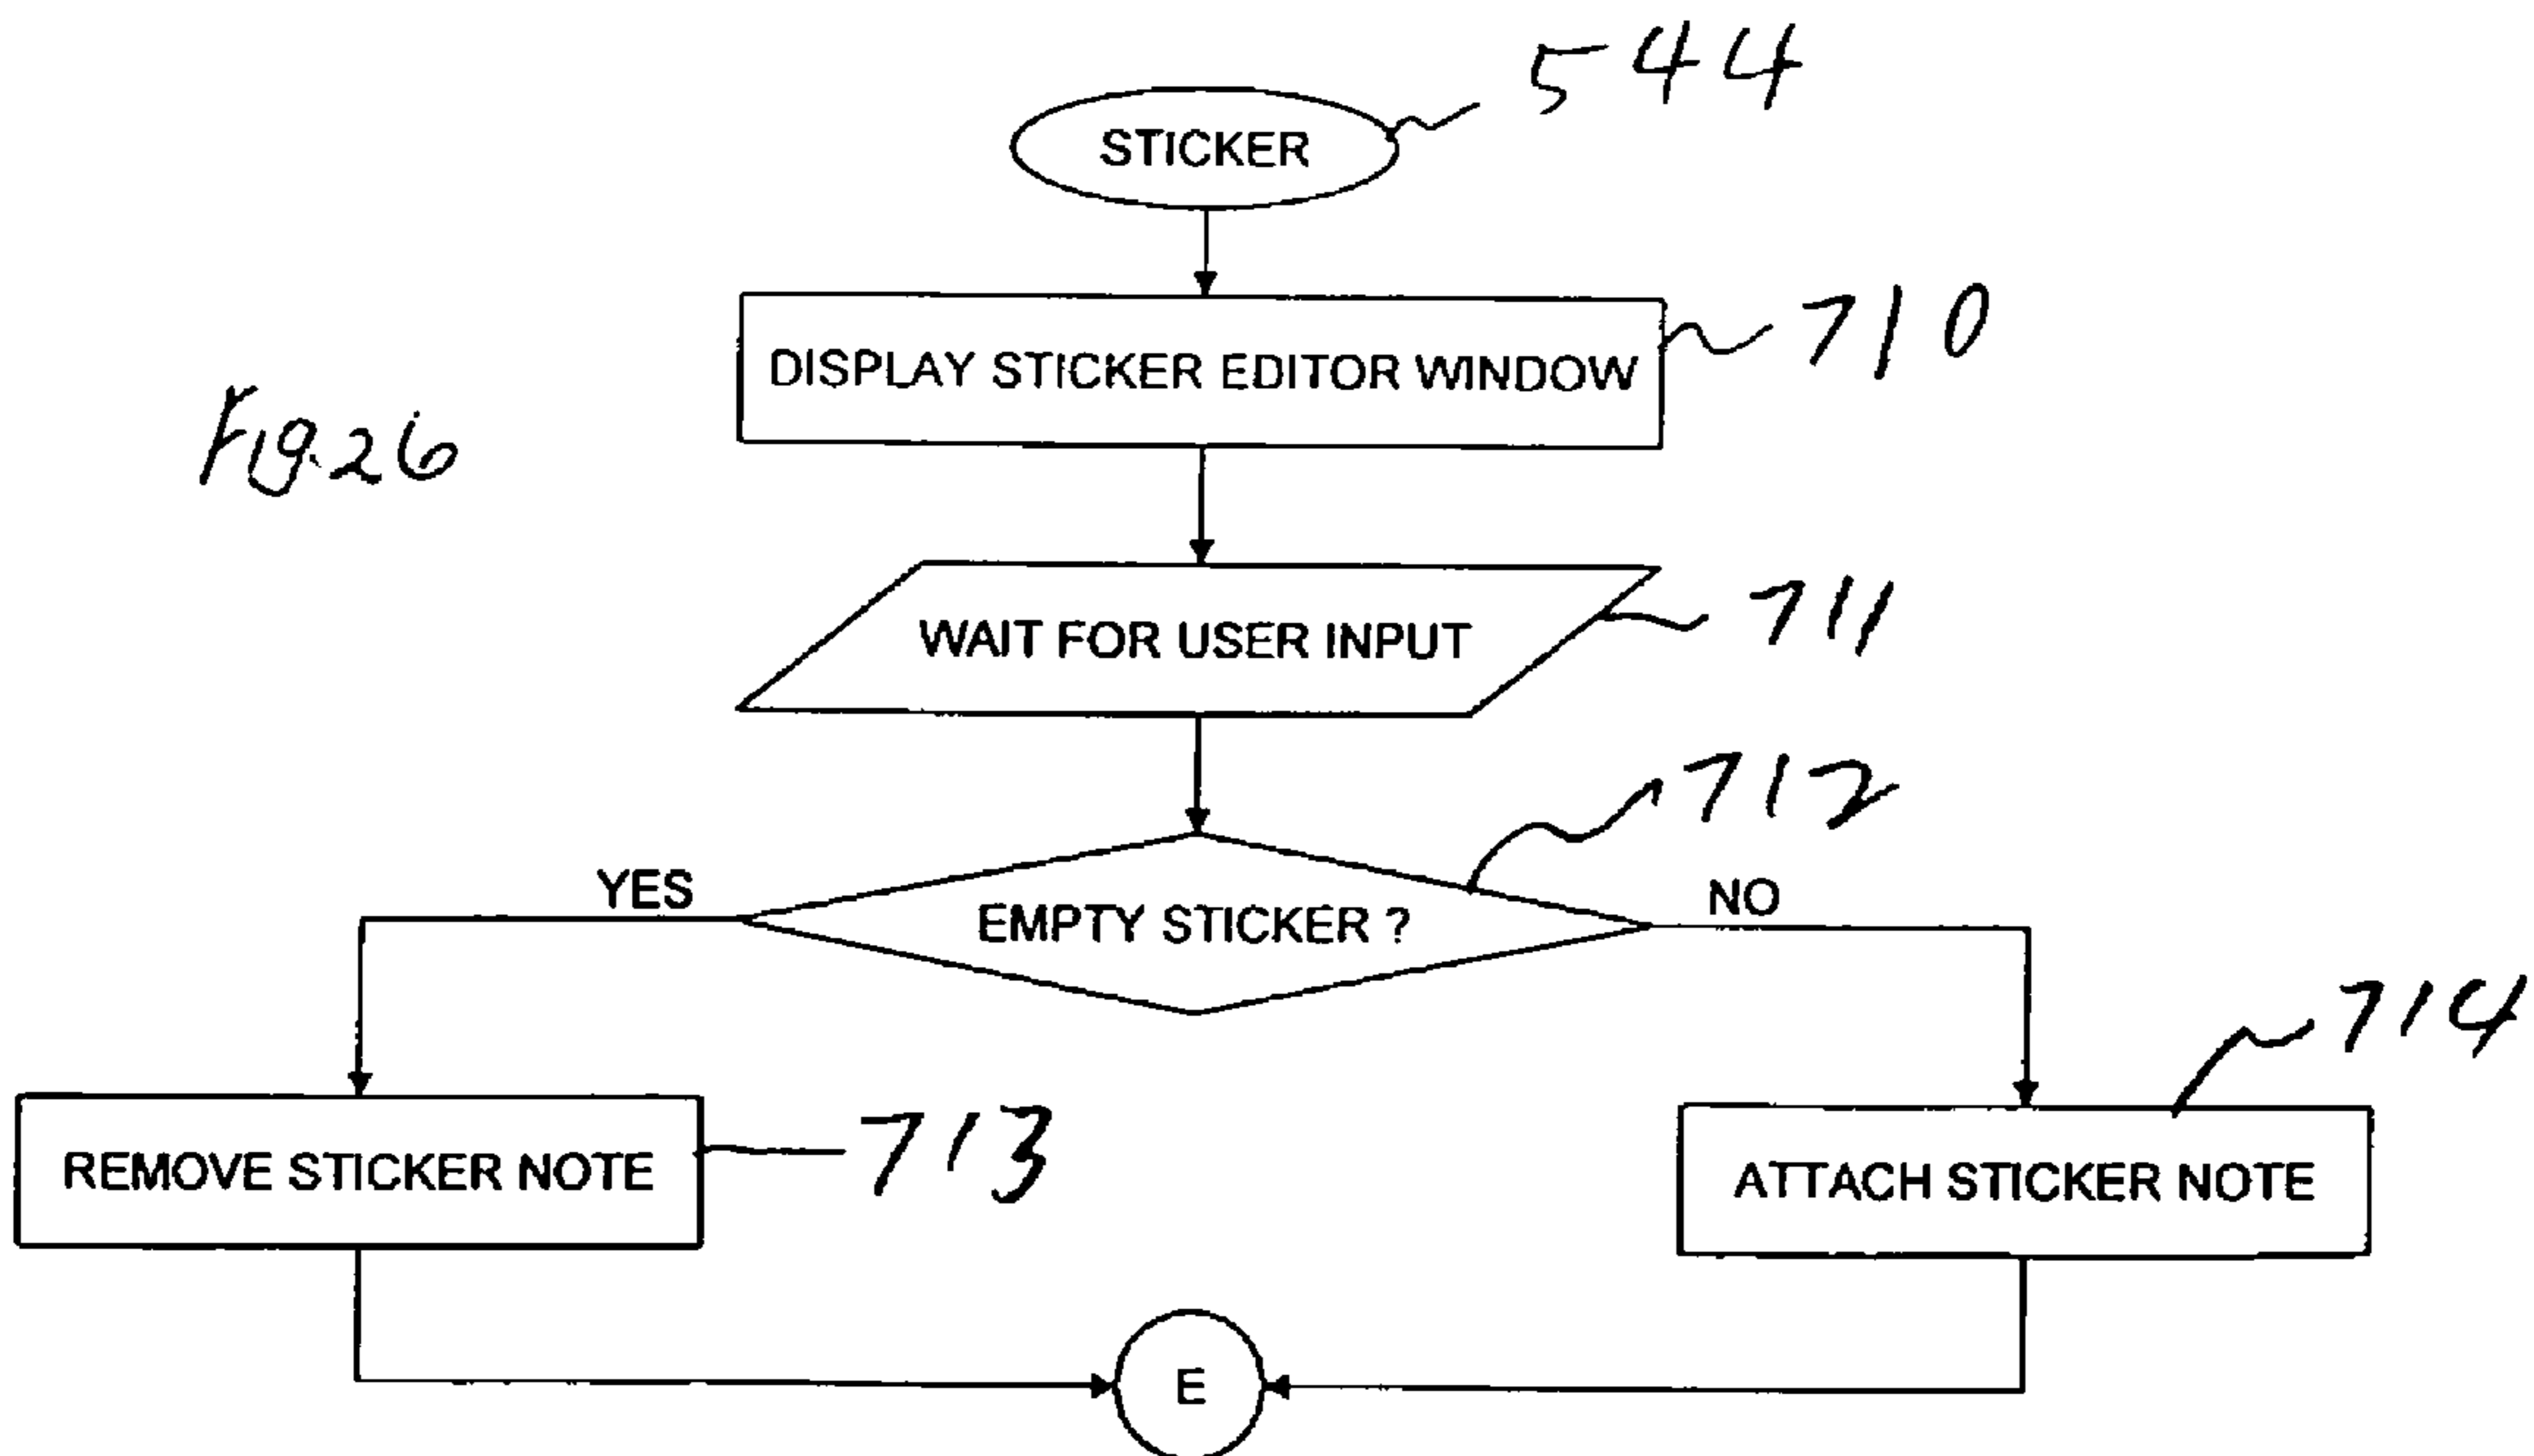 544
STICKER
710
DISPLAY STICKER EDITOR WINDOW
Fig.26
711
WAIT FOR USER INPUT
712
YES
NO
EMPTY STICKER ?
714
713
REMOVE STICKER NOTE
ATTACH STICKER NOTE
E